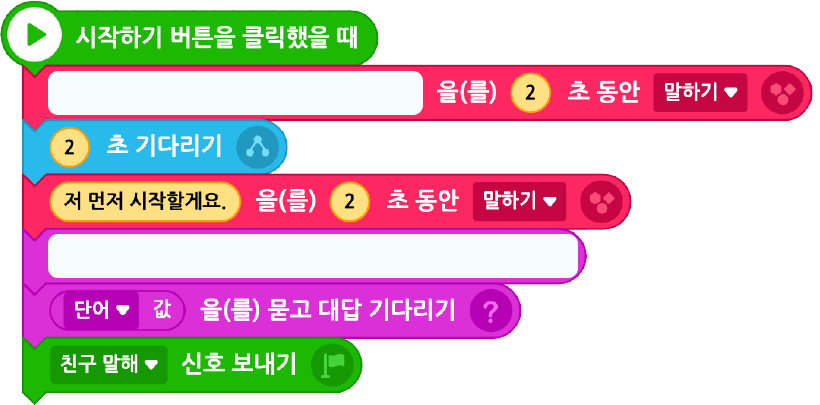 시작하기 버튼을 클릭했을 때
을(를) 2 초 동안 말하기
2 초 기다리기
저 먼저 시작할게요. 을(를) 2 초 동안 말하기
단어 값 을(를) 묻고 대답 기다리기 ?
친구 말해 신호 보내기